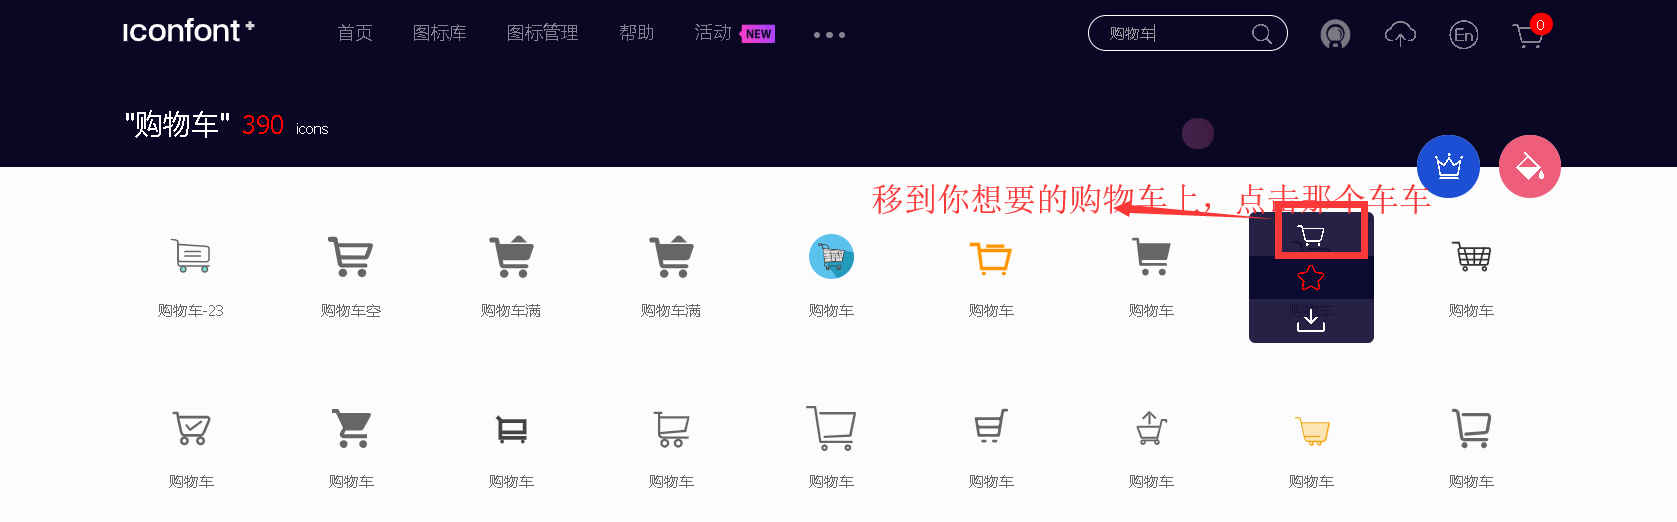 iconfont+ 首页 图标库 图标管理 帮助 活动 NEW 购物车 En 0
"购物车" 390 icons
移到你想要的购物车上，点击那个车车
购物车-23 购物车空 购物车满 购物车满 购物车 购物车 购物车 购物车
购物车 购物车 购物车 购物车 购物车 购物车 购物车 购物车 购物车